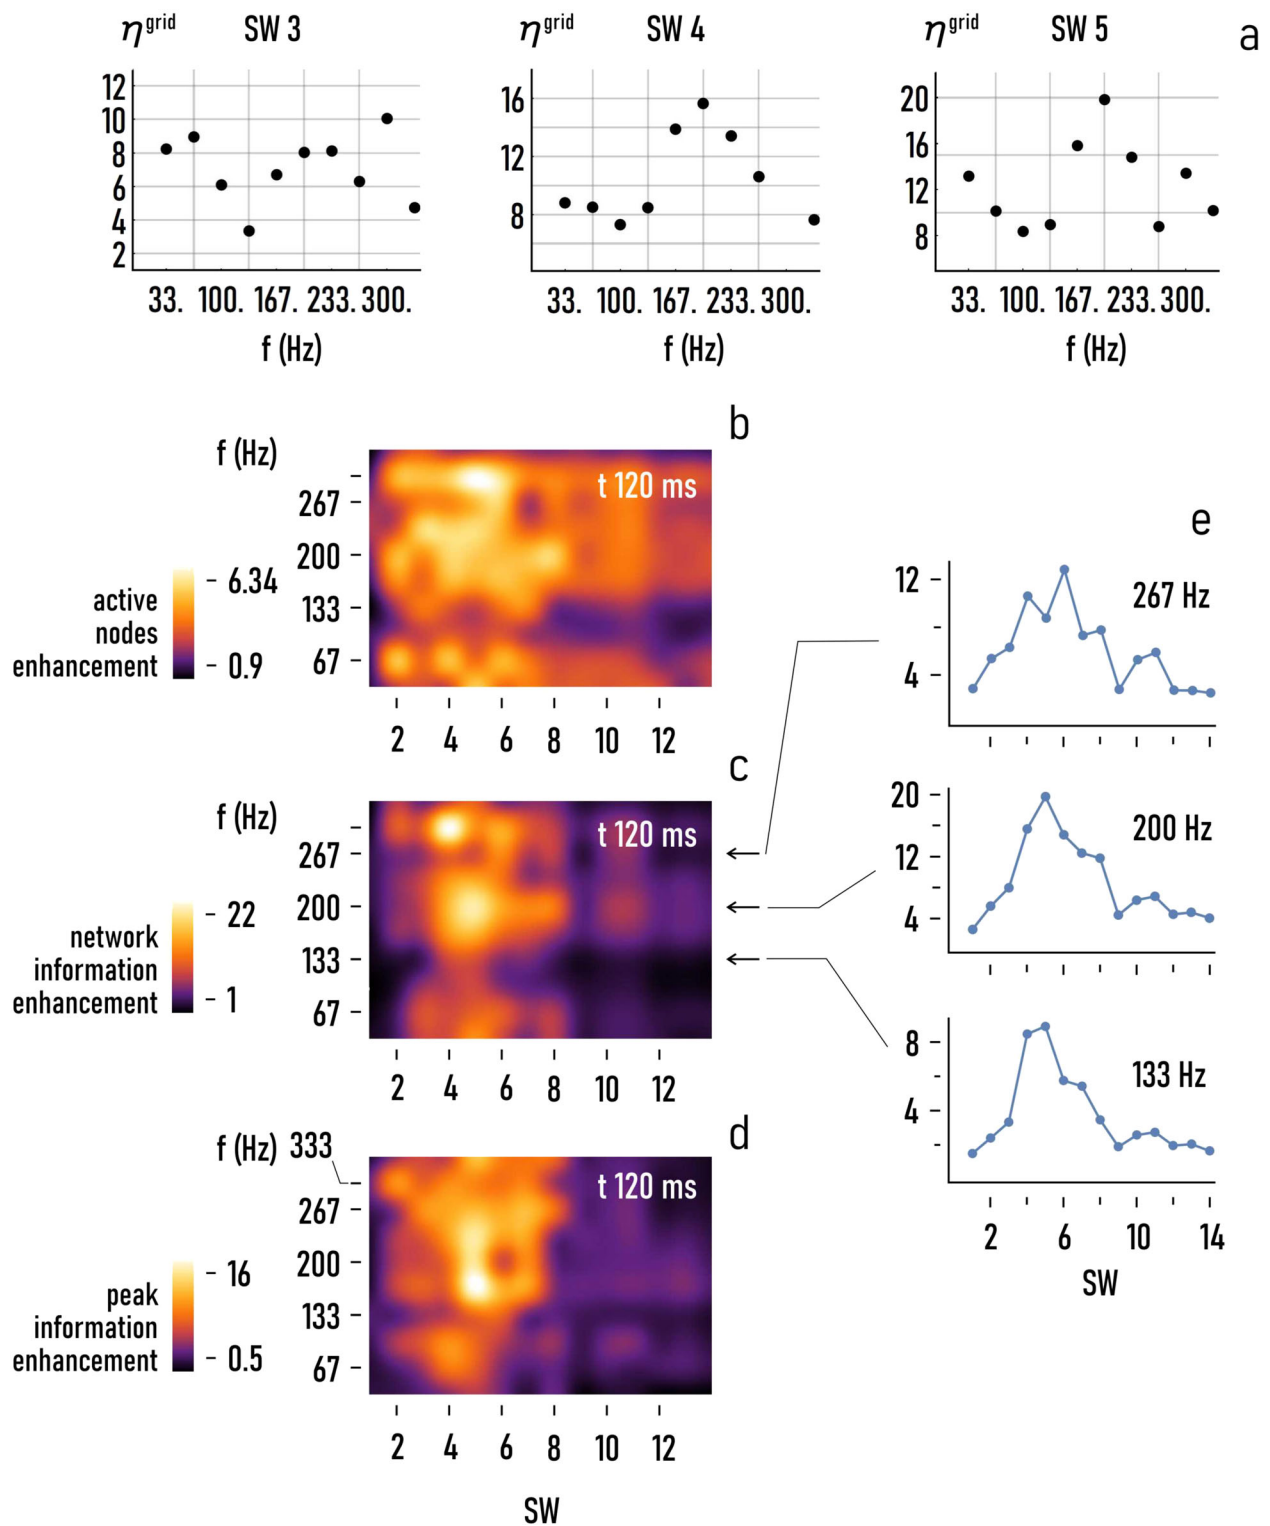 η^grid SW 3
12
10
8
6
4
2
33. 100. 167. 233. 300.
f (Hz)
η^grid SW 4
16
12
8
33. 100. 167. 233. 300.
f (Hz)
η^grid SW 5
a
20
16
12
8
33. 100. 167. 233. 300.
f (Hz)
b
f (Hz)
t 120 ms
267
200
133
67
2 4 6 8 10 12
active
nodes
enhancement
6.34
0.9
c
f (Hz)
t 120 ms
267
200
133
67
2 4 6 8 10 12
network
information
enhancement
22
1
d
f (Hz) 333
t 120 ms
267
200
133
67
2 4 6 8 10 12
SW
peak
information
enhancement
16
0.5
e
12
4
267 Hz
20
12
4
200 Hz
8
4
133 Hz
2 6 10 14
SW